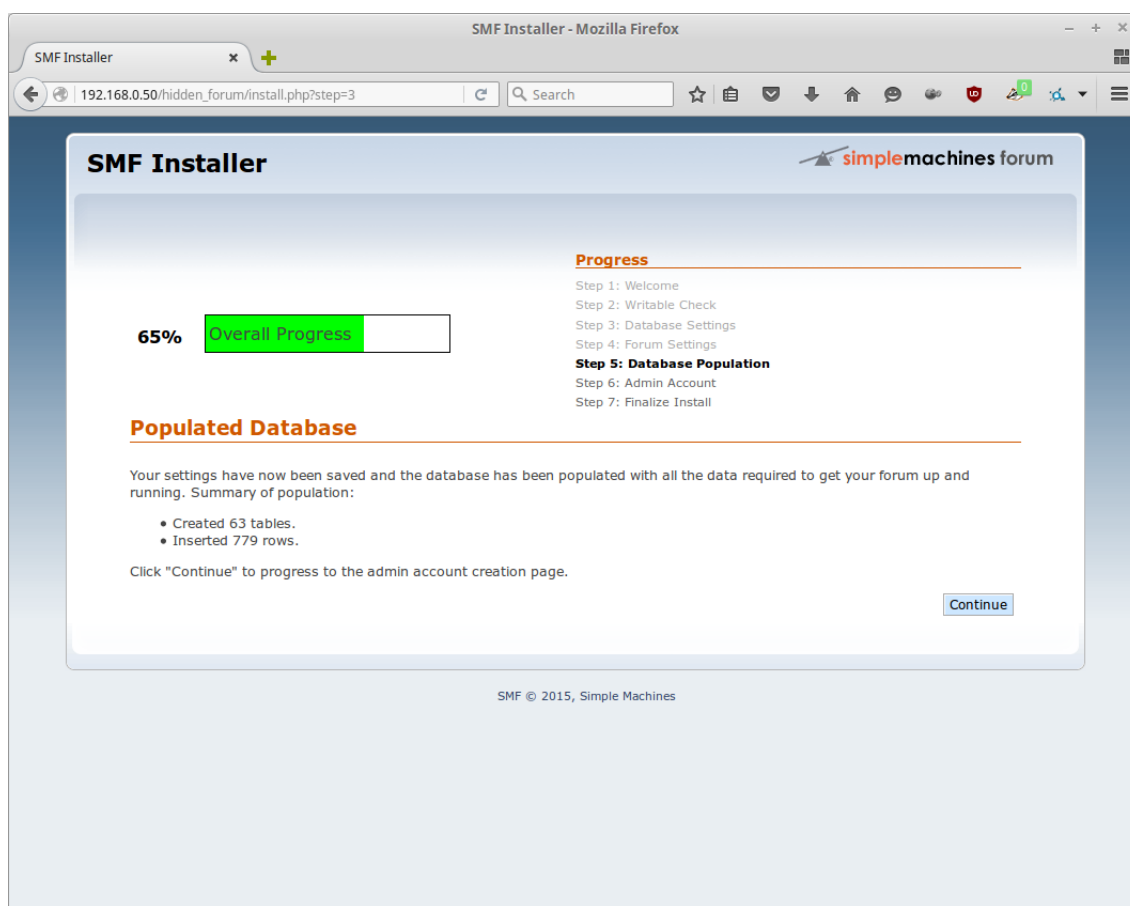 SMF Installer - Mozilla Firefox
SMF Installer
192.168.0.50/hidden_forum/install.php?step=3
Search
0
SMF Installer
simplemachines forum
Progress
Step 1: Welcome
Step 2: Writable Check
Step 3: Database Settings
Step 4: Forum Settings
Step 5: Database Population
Step 6: Admin Account
Step 7: Finalize Install
65%
Overall Progress
Populated Database
Your settings have now been saved and the database has been populated with all the data required to get your forum up and
running. Summary of population:
• Created 63 tables.
• Inserted 779 rows.
Click "Continue" to progress to the admin account creation page.
Continue
SMF © 2015, Simple Machines